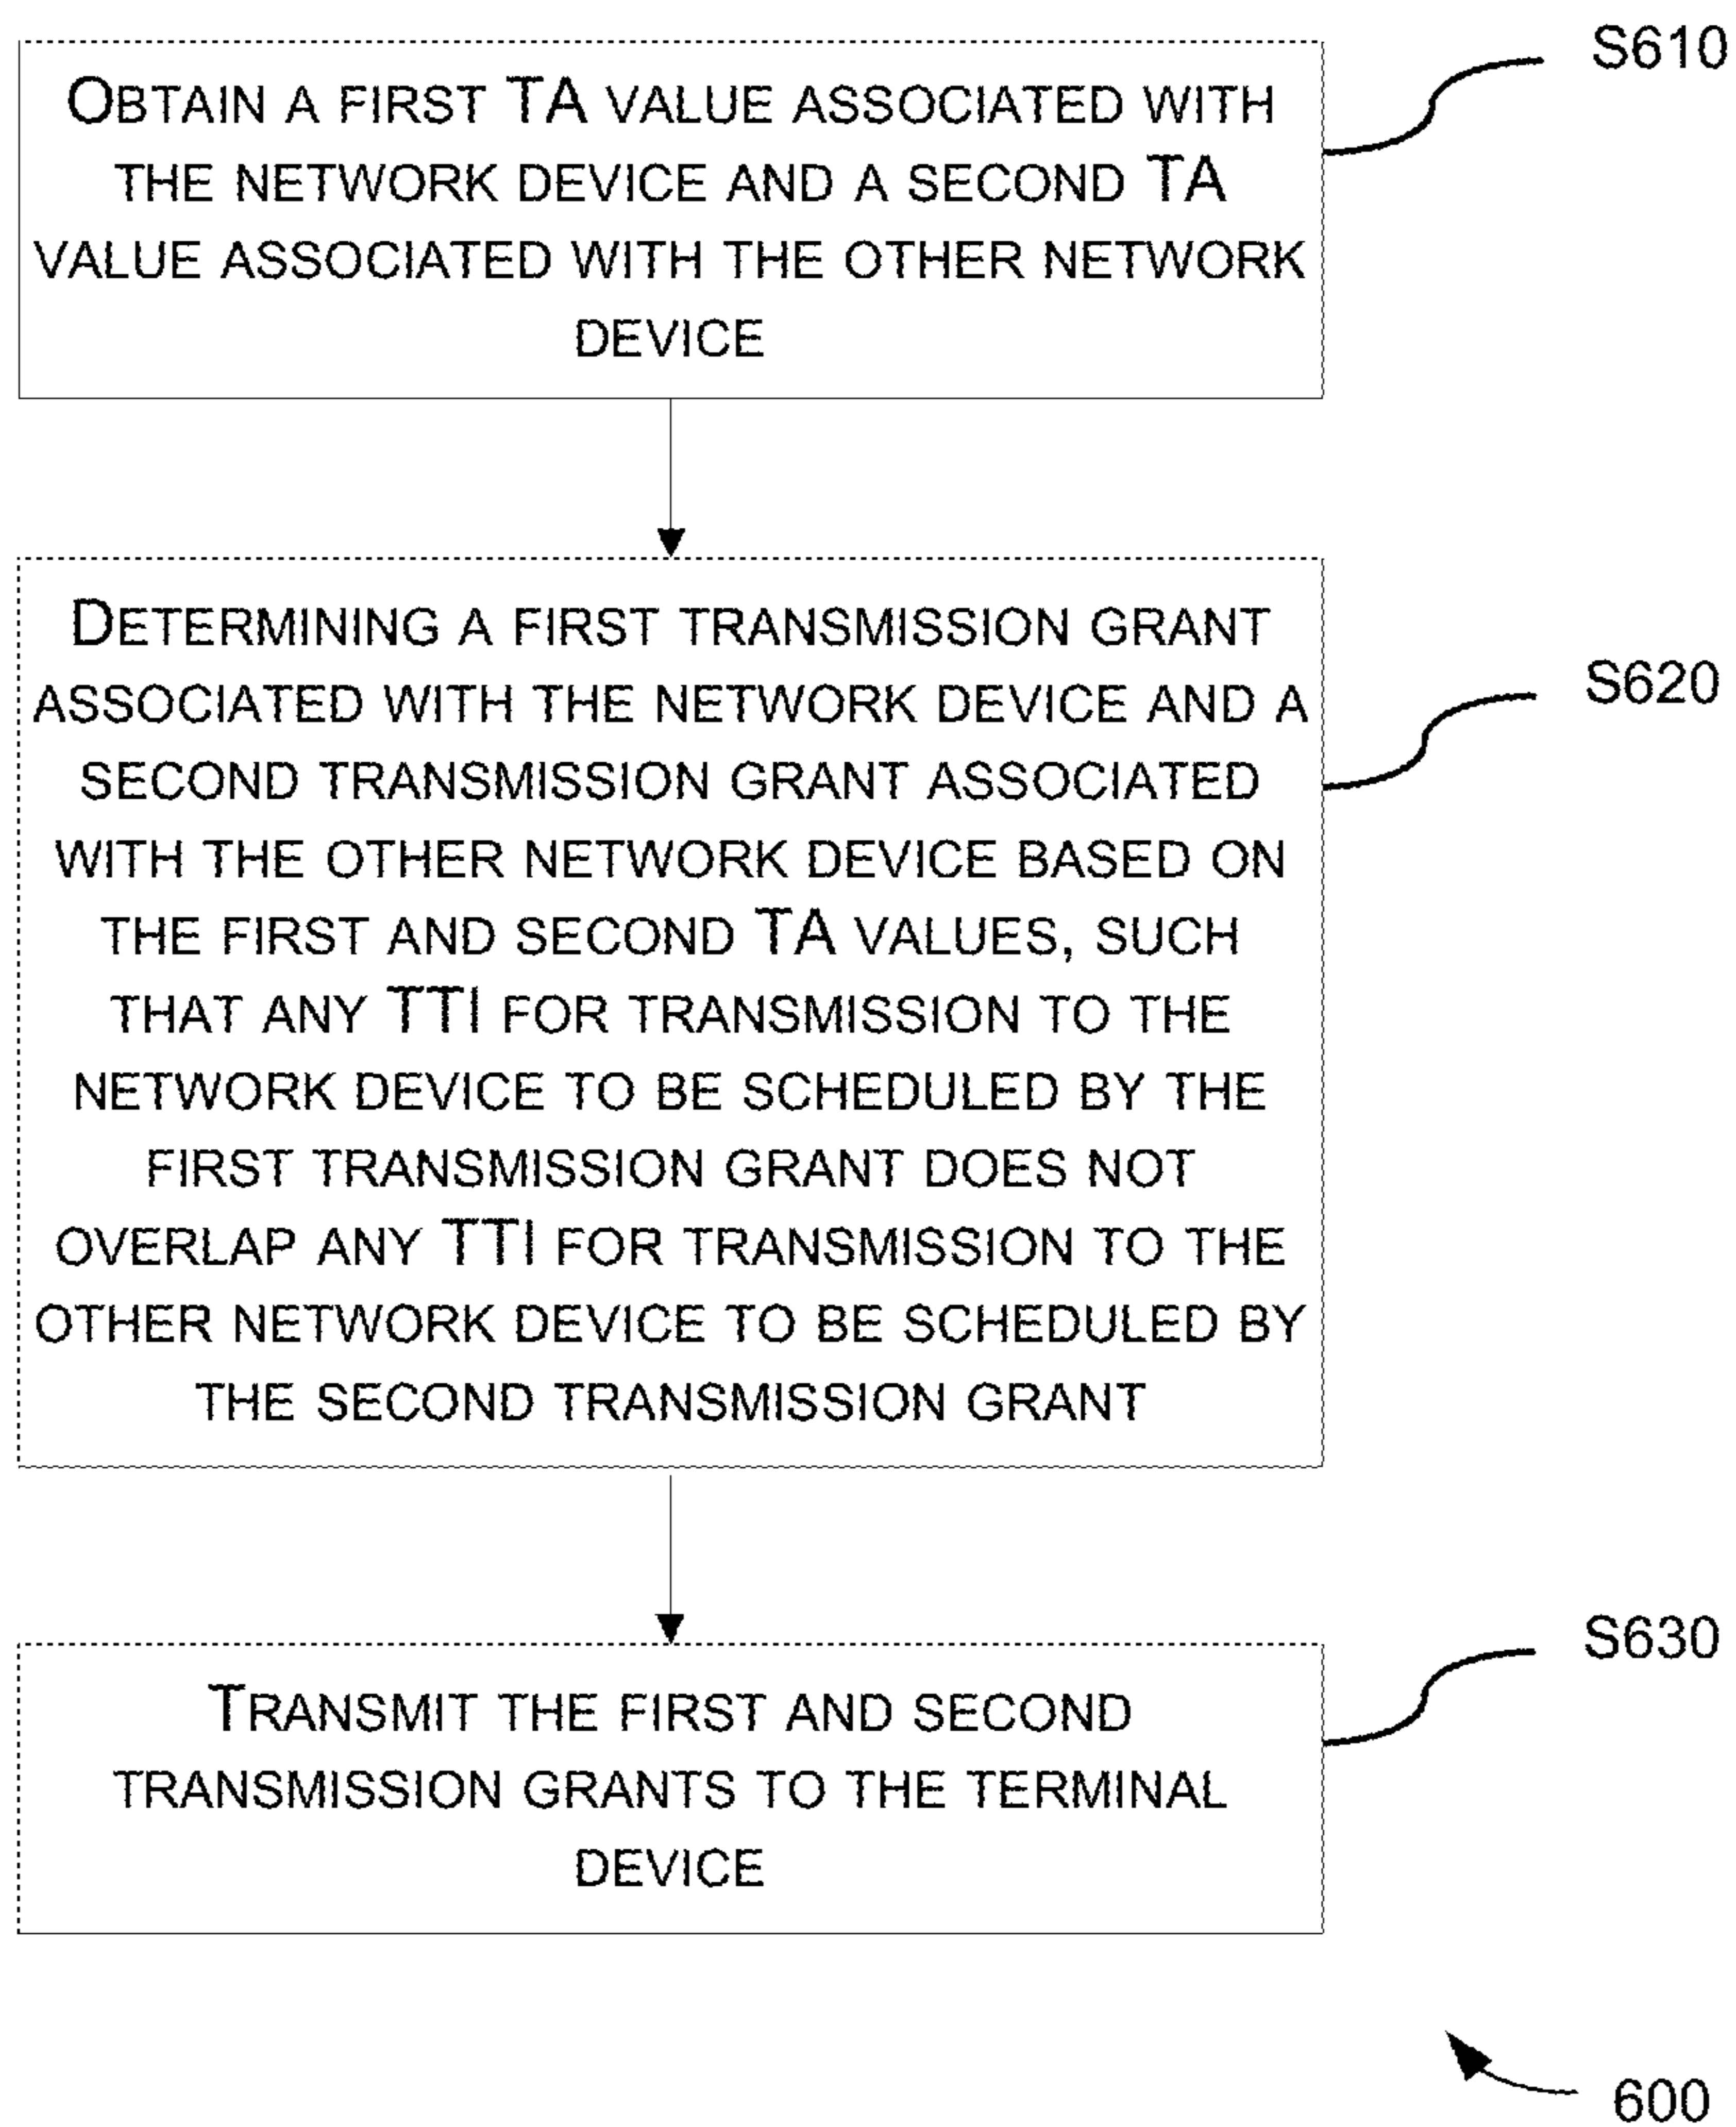 S610
OBTAIN A FIRST TA VALUE ASSOCIATED WITH
THE NETWORK DEVICE AND A SECOND TA
VALUE ASSOCIATED WITH THE OTHER NETWORK
DEVICE
DETERMINING A FIRST TRANSMISSION GRANT
ASSOCIATED WITH THE NETWORK DEVICE AND A
SECOND TRANSMISSION GRANT ASSOCIATED
WITH THE OTHER NETWORK DEVICE BASED ON
THE FIRST AND SECOND TA VALUES, SUCH
THAT ANY TTI FOR TRANSMISSION TO THE
NETWORK DEVICE TO BE SCHEDULED BY THE
FIRST TRANSMISSION GRANT DOES NOT
OVERLAP ANY TTI FOR TRANSMISSION TO THE
OTHER NETWORK DEVICE TO BE SCHEDULED BY
THE SECOND TRANSMISSION GRANT
S620
TRANSMIT THE FIRST AND SECOND
TRANSMISSION GRANTS TO THE TERMINAL
DEVICE
S630
600